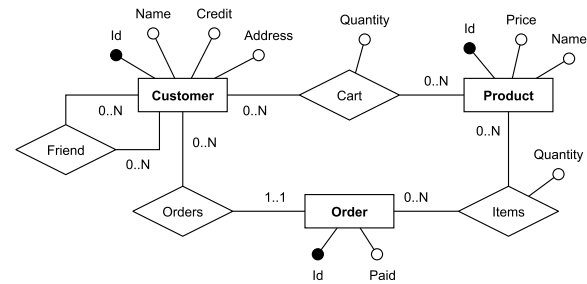 Name
Credit
Id
Address
Quantity
Id
Price
Name
Customer
Cart
Product
0..N
0..N
0..N
0..N
0..N
0..N
Friend
0..N
Quantity
Orders
1..1
Order
0..N
Items
Id
Paid